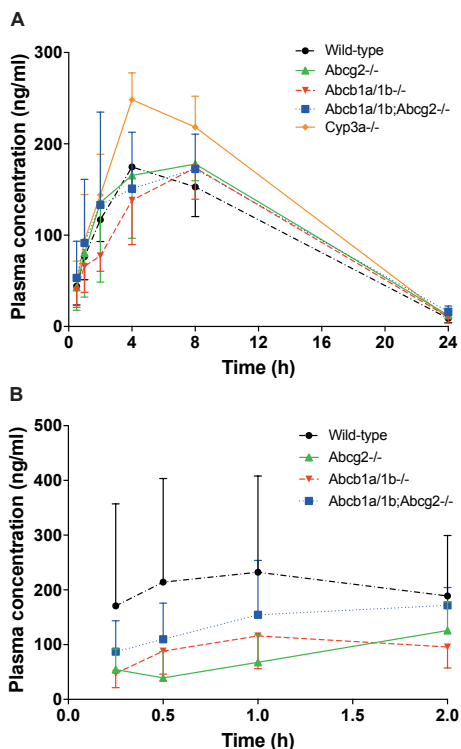 A
Plasma concentration (ng/ml)
300
200
100
0
0
4
8
12
16
20
24
Time (h)
Wild-type
Abcg2-/-
Abcb1a/1b-/-
Abcb1a/1b;Abcg2-/-
Cyp3a-/-
B
Plasma concentration (ng/ml)
500
400
300
200
100
0
0.0
0.5
1.0
1.5
2.0
Time (h)
Wild-type
Abcg2-/-
Abcb1a/1b-/-
Abcb1a/1b;Abcg2-/-